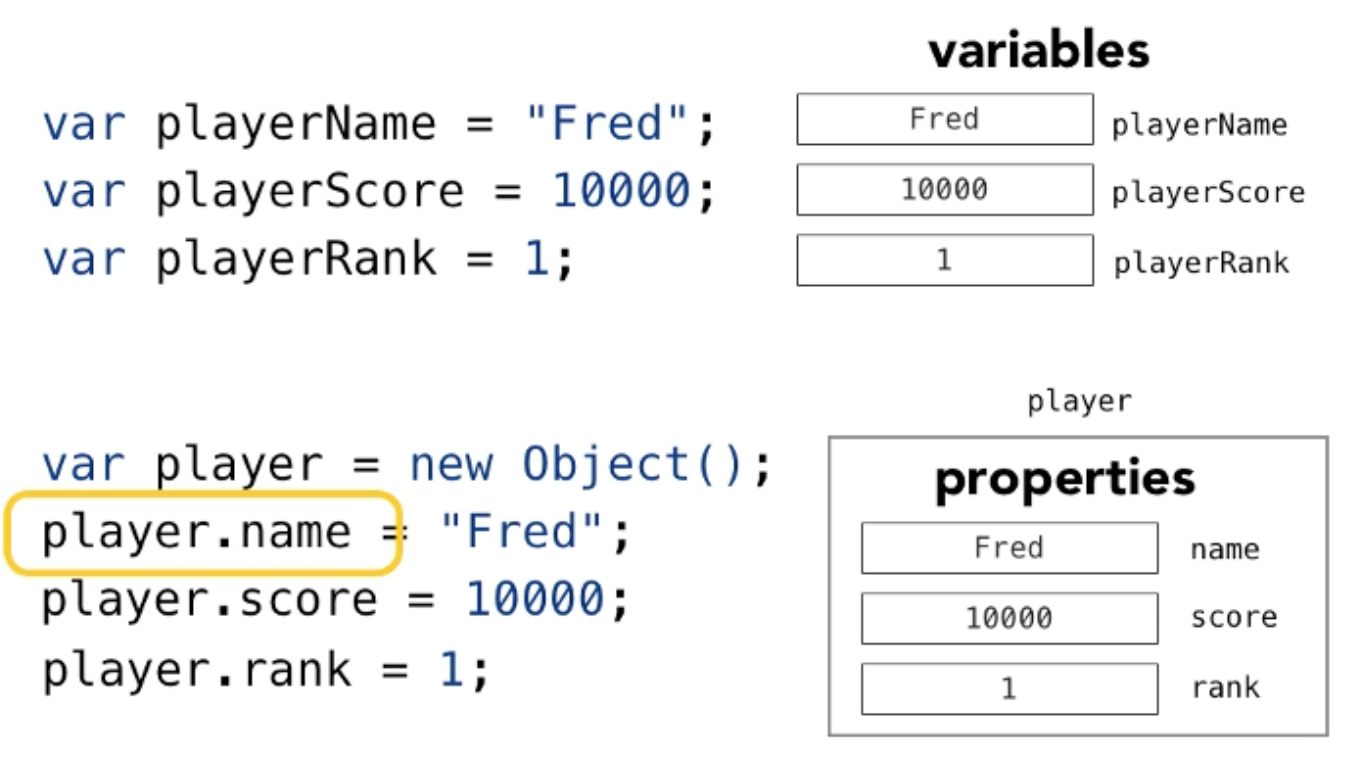 variables
var playerName = "Fred";
var playerScore = 10000;
var playerRank = 1;
Fred playerName
10000 playerScore
1 playerRank
var player = new Object();
player.name = "Fred";
player.score = 10000;
player.rank = 1;
player
properties
Fred name
10000 score
1 rank